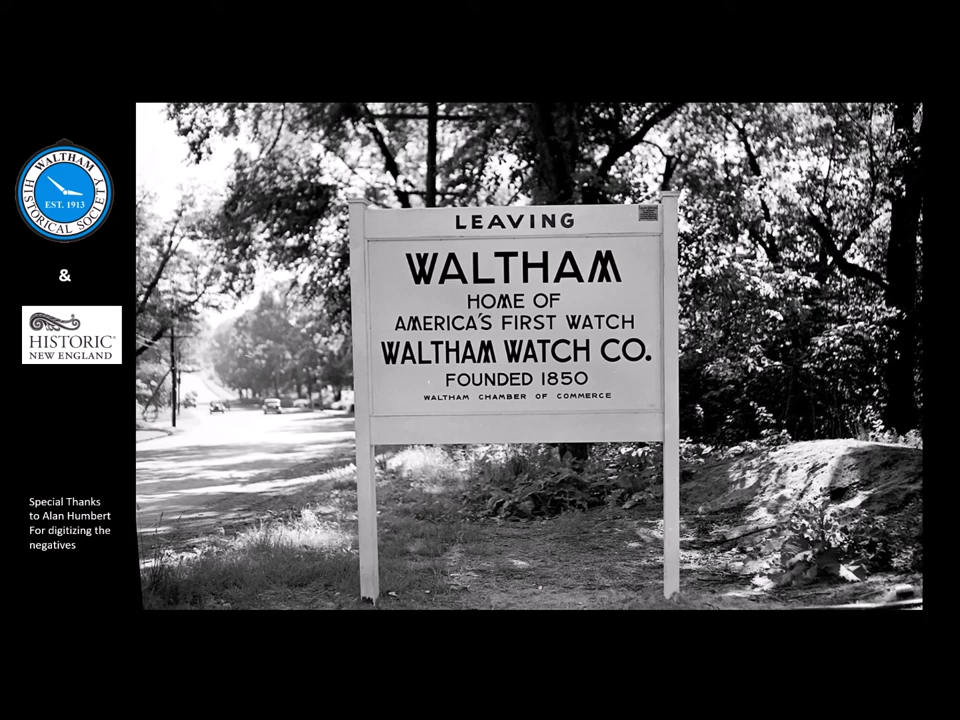 WALTHAM
HISTORICAL SOCIETY
EST. 1913
&
HISTORIC®
NEW ENGLAND
Special Thanks
to Alan Humbert
For digitizing the
negatives
LEAVING
WALTHAM
HOME OF
AMERICA'S FIRST WATCH
WALTHAM WATCH CO.
FOUNDED 1850
WALTHAM CHAMBER OF COMMERCE